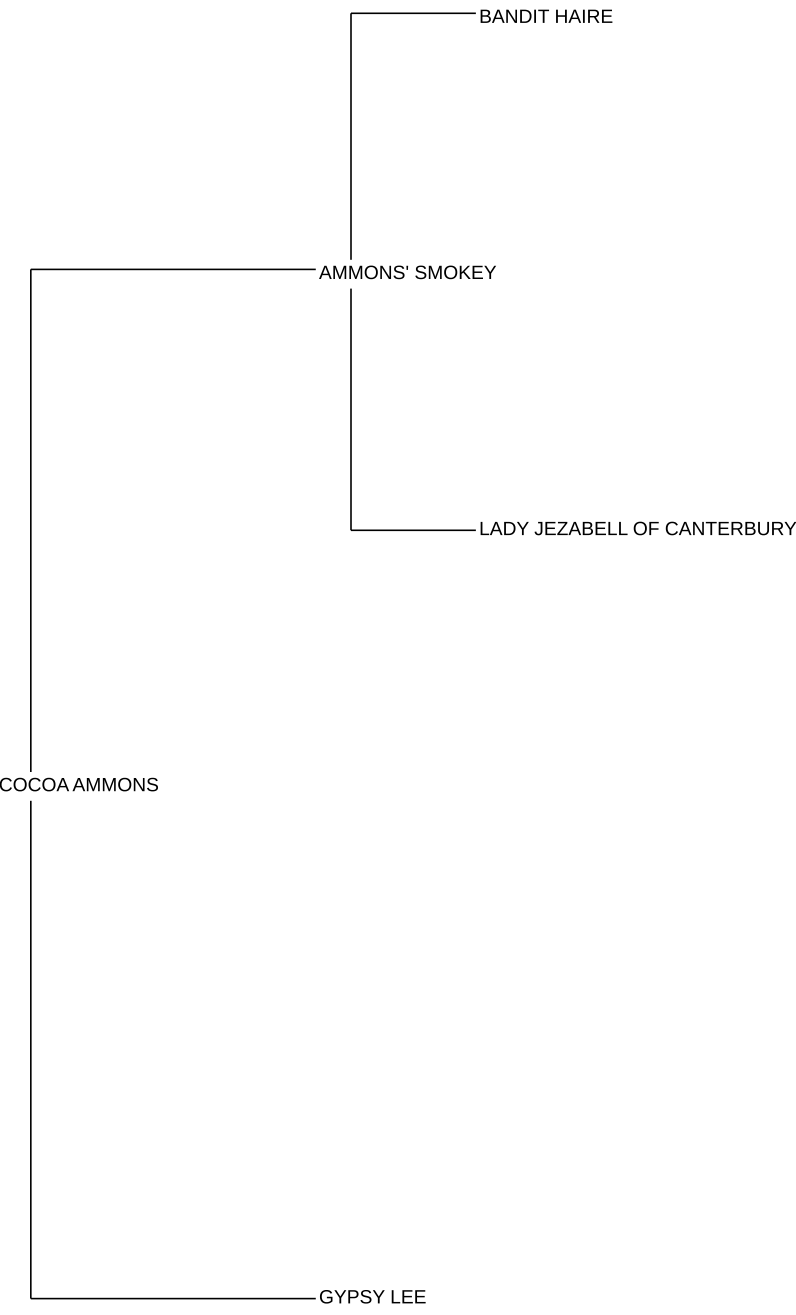 BANDIT HAIRE
AMMONS' SMOKEY
LADY JEZABELL OF CANTERBURY
COCOA AMMONS
GYPSY LEE